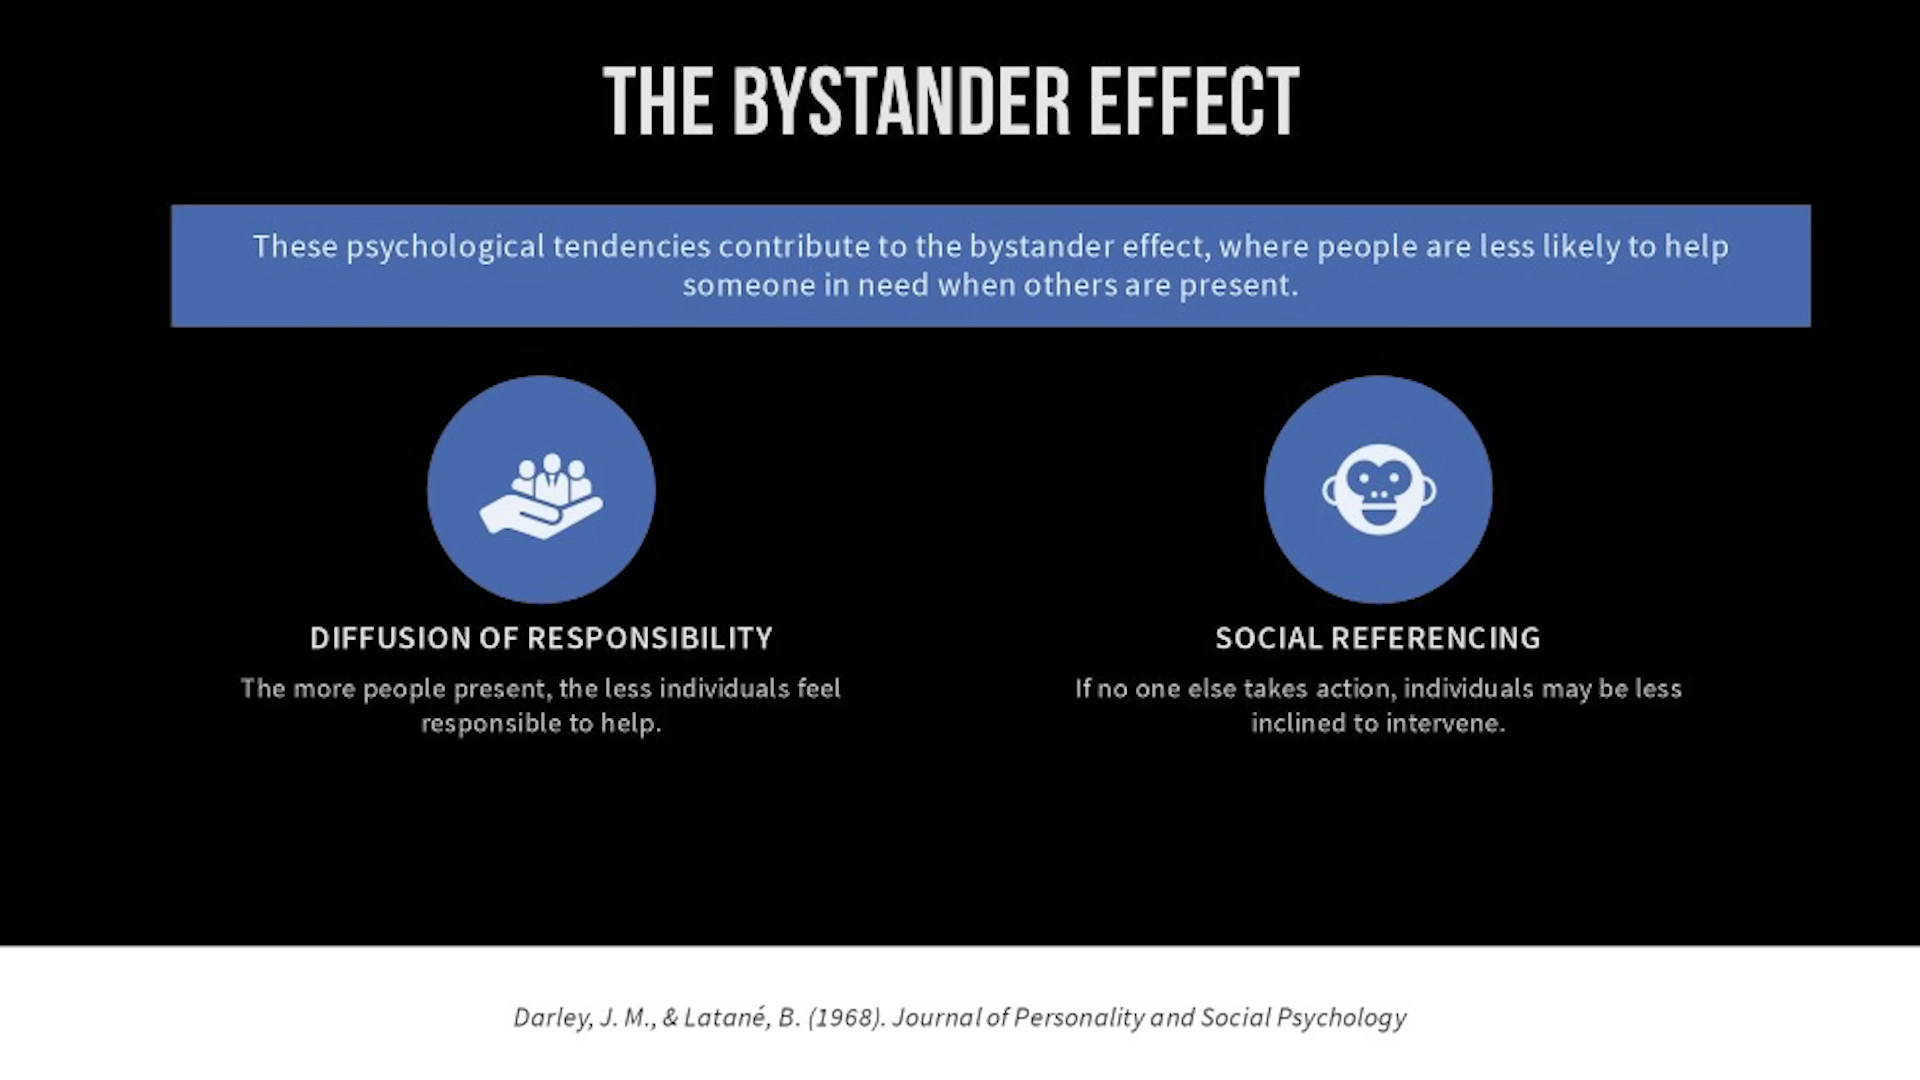 THE BYSTANDER EFFECT
These psychological tendencies contribute to the bystander effect, where people are less likely to help
someone in need when others are present.
DIFFUSION OF RESPONSIBILITY
The more people present, the less individuals feel
responsible to help.
SOCIAL REFERENCING
If no one else takes action, individuals may be less
inclined to intervene.
Darley, J. M., & Latané, B. (1968). Journal of Personality and Social Psychology